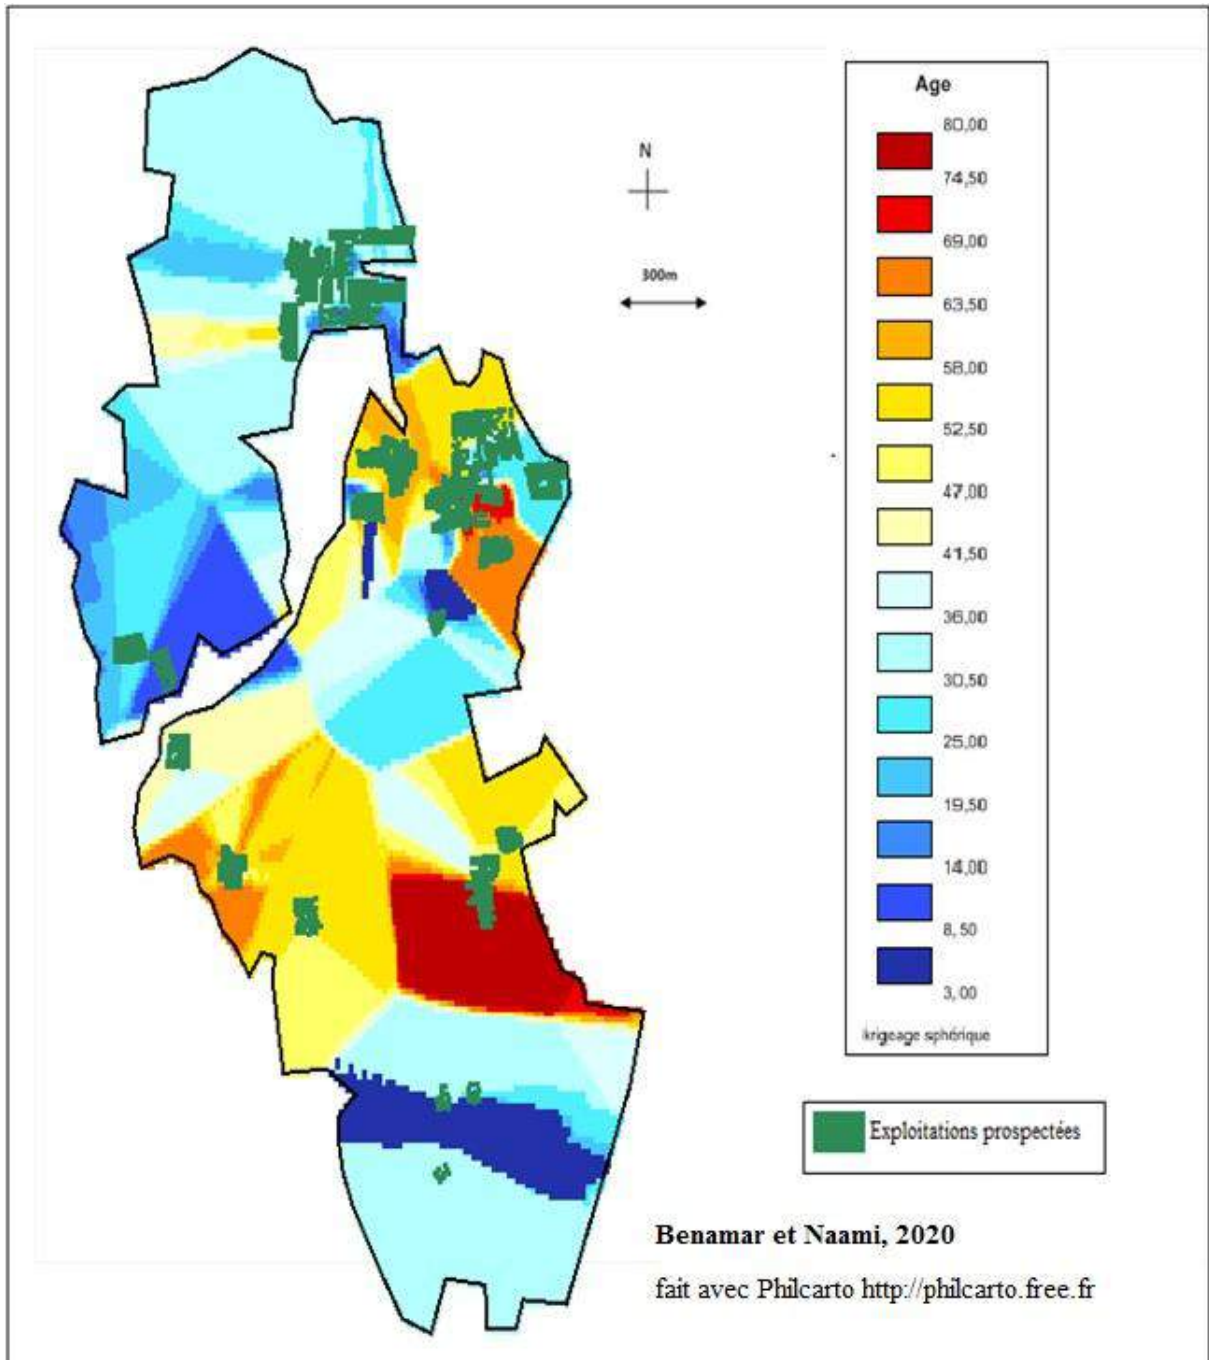 Age
N
300m
80,00
74,50
69,00
63,50
58,00
52,50
47,00
41,50
36,00
30,50
25,00
19,50
14,00
8,50
3,00
krigeage sphérique
Exploitations prospectées
Benamar et Naami, 2020
fait avec Philcarto http://philcarto.free.fr